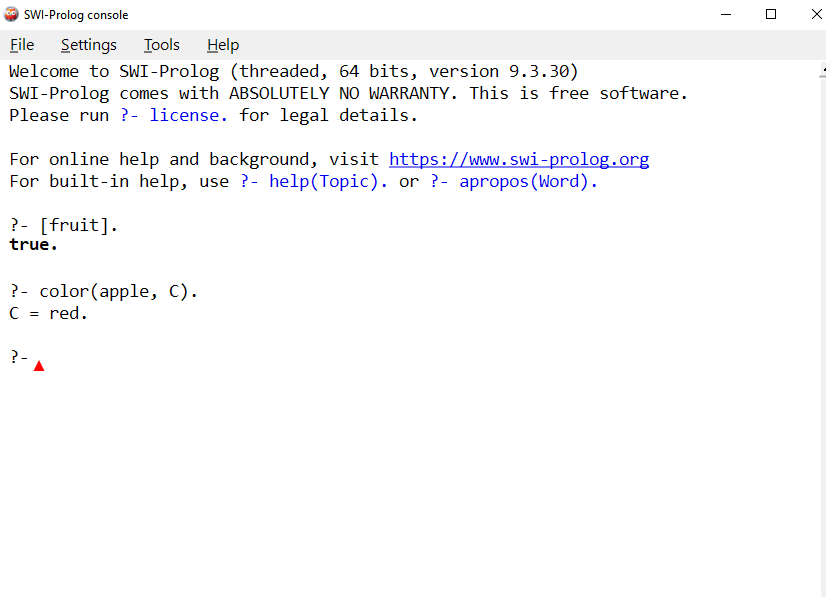 SWI-Prolog console
File Settings Tools Help
Welcome to SWI-Prolog (threaded, 64 bits, version 9.3.30)
SWI-Prolog comes with ABSOLUTELY NO WARRANTY. This is free software.
Please run ?- license. for legal details.
For online help and background, visit https://www.swi-prolog.org
For built-in help, use ?- help(Topic). or ?- apropos(Word).
?- [fruit].
true.
?- color(apple, C).
C = red.
?-